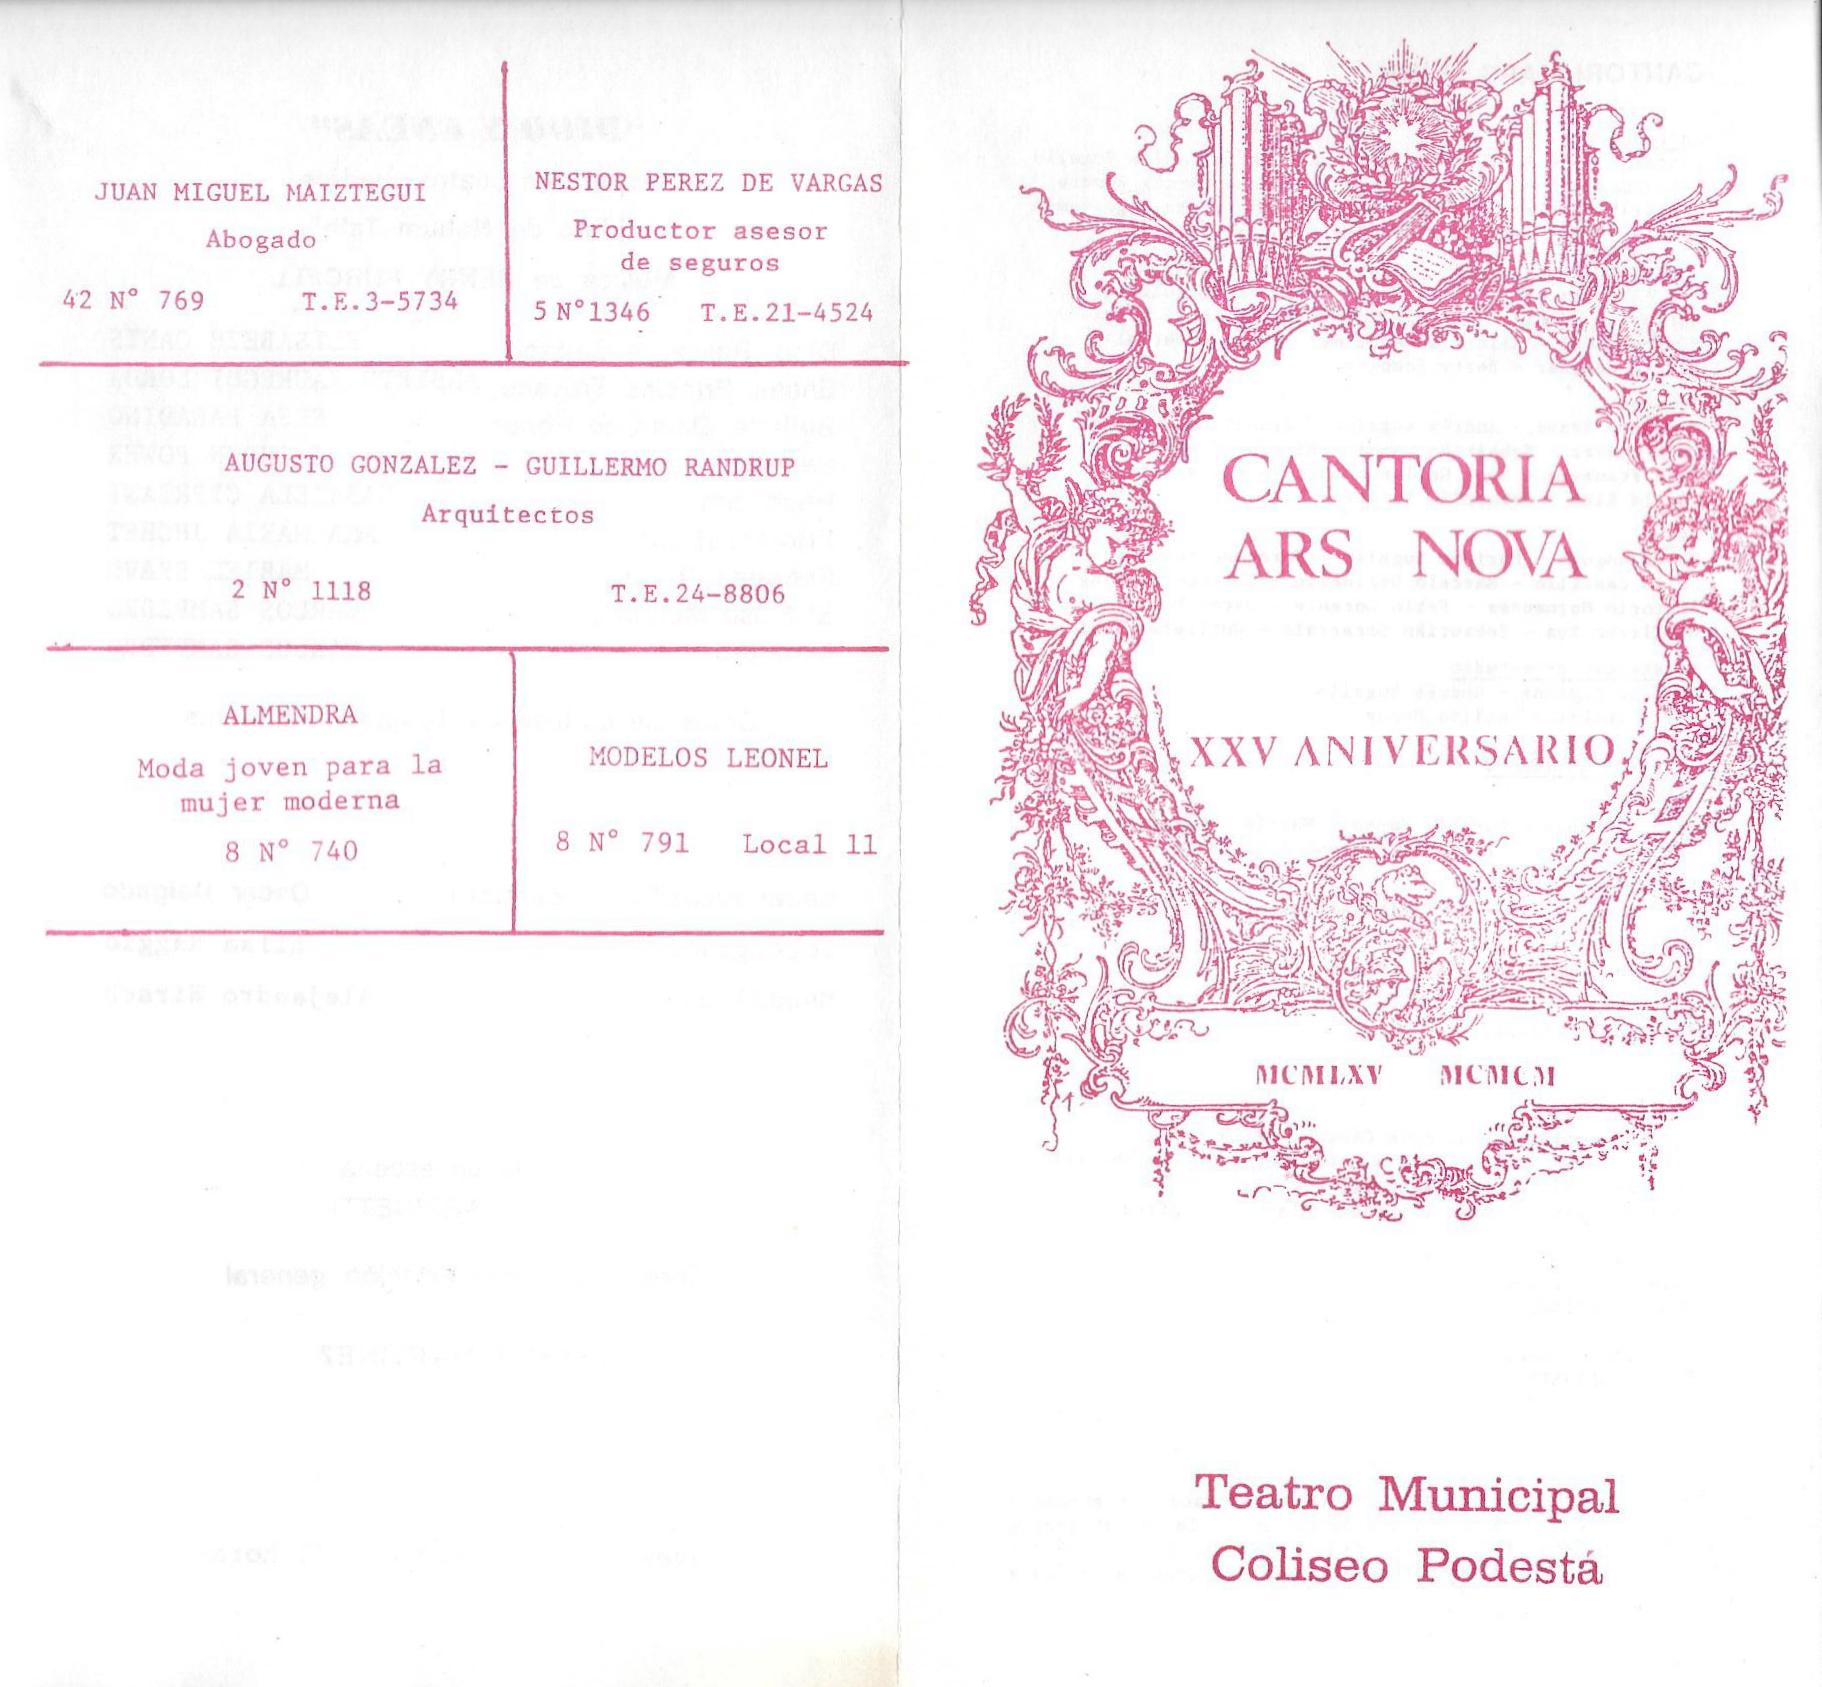 JUAN MIGUEL MAIZTEGUI
Abogado
42 N° 769 T.E.3-5734
NESTOR PEREZ DE VARGAS
Productor asesor
de seguros
5 N°1346 T.E.21-4524
AUGUSTO GONZALEZ - GUILLERMO RANDRUP
Arquitectos
2 N° 1118 T.E.24-8806
ALMENDRA
Moda joven para la
mujer moderna
8 N° 740
MODELOS LEONEL
8 N° 791 Local 11
CANTORIA
ARS NOVA
XXV ANIVERSARIO
MCMLXV MCMCM
Teatro Municipal
Coliseo Podestá